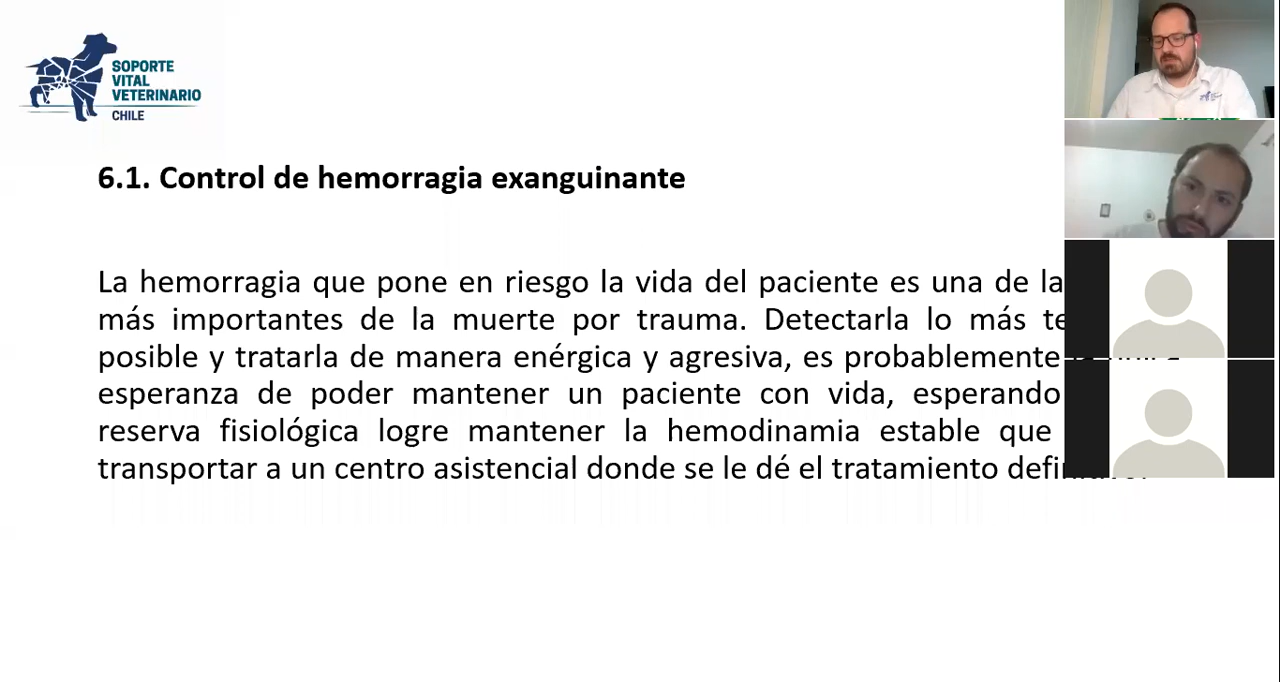 SOPORTE
VITAL
VETERINARIO
CHILE
6.1. Control de hemorragia exanguinante
La hemorragia que pone en riesgo la vida del paciente es una de la
más importantes de la muerte por trauma. Detectarla lo más te
posible y tratarla de manera enérgica y agresiva, es probablemente
esperanza de poder mantener un paciente con vida, esperando
reserva fisiológica logre mantener la hemodinamia estable que
transportar a un centro asistencial donde se le dé el tratamiento